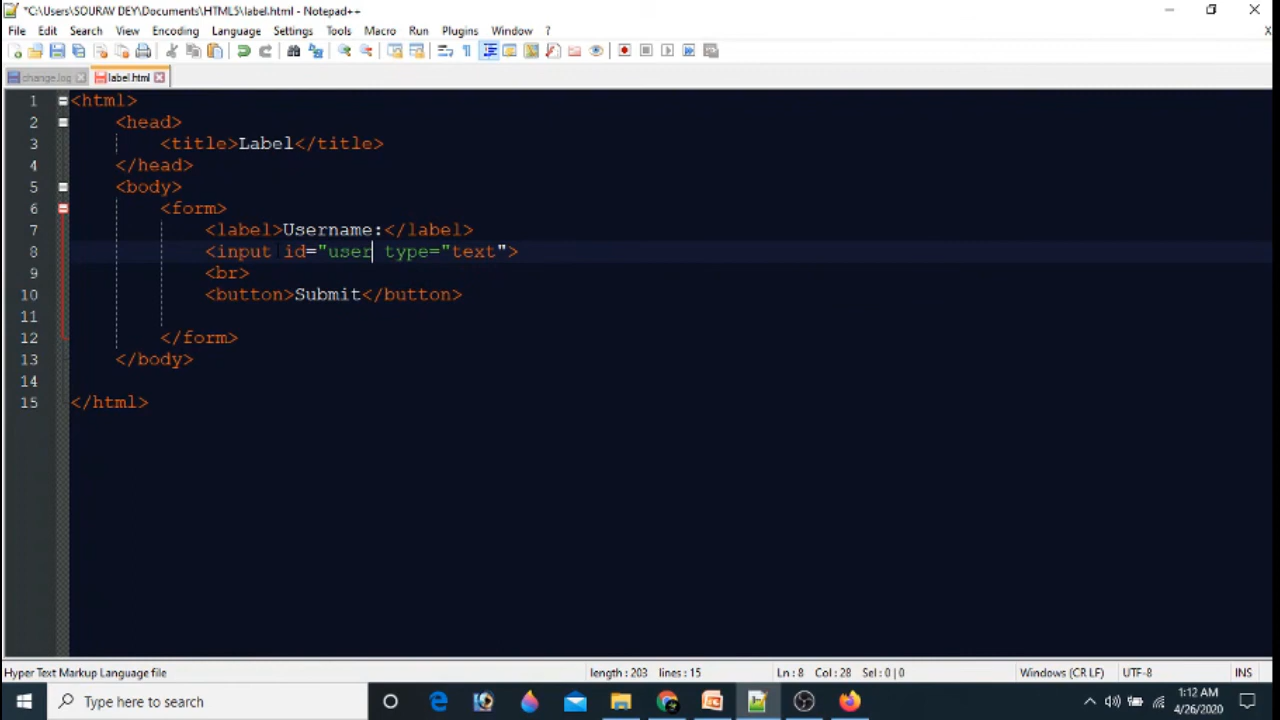 *C:\Users\SOURAV DEY\Documents\HTML5\label.html - Notepad++
File Edit Search View Encoding Language Settings Tools Macro Run Plugins Window ? X
change.log label.html
1 <html>
2 <head>
3 <title>Label</title>
4 </head>
5 <body>
6 <form>
7 <label>Username:</label>
8 <input id="user type="text">
9 <br>
10 <button>Submit</button>
11
12 </form>
13 </body>
14
15 </html>
Hyper Text Markup Language file length : 203 lines : 15 Ln : 8 Col : 28 Sel : 0 | 0 Windows (CR LF) UTF-8 INS
Type here to search
1:12 AM
4/26/2020